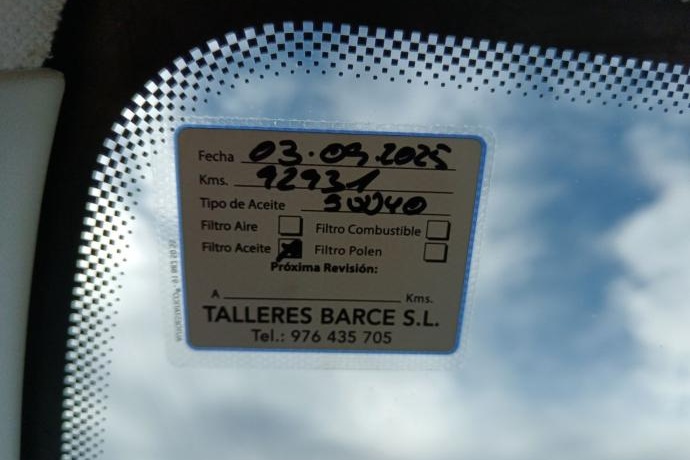 Fecha 03.09.2025
Kms. 92931
Tipo de Aceite 5W40
Filtro Aire Filtro Combustible
Filtro Aceite Filtro Polen
Próxima Revisión:
A Kms.
TALLERES BARCE S.L.
Tel.: 976 435 705